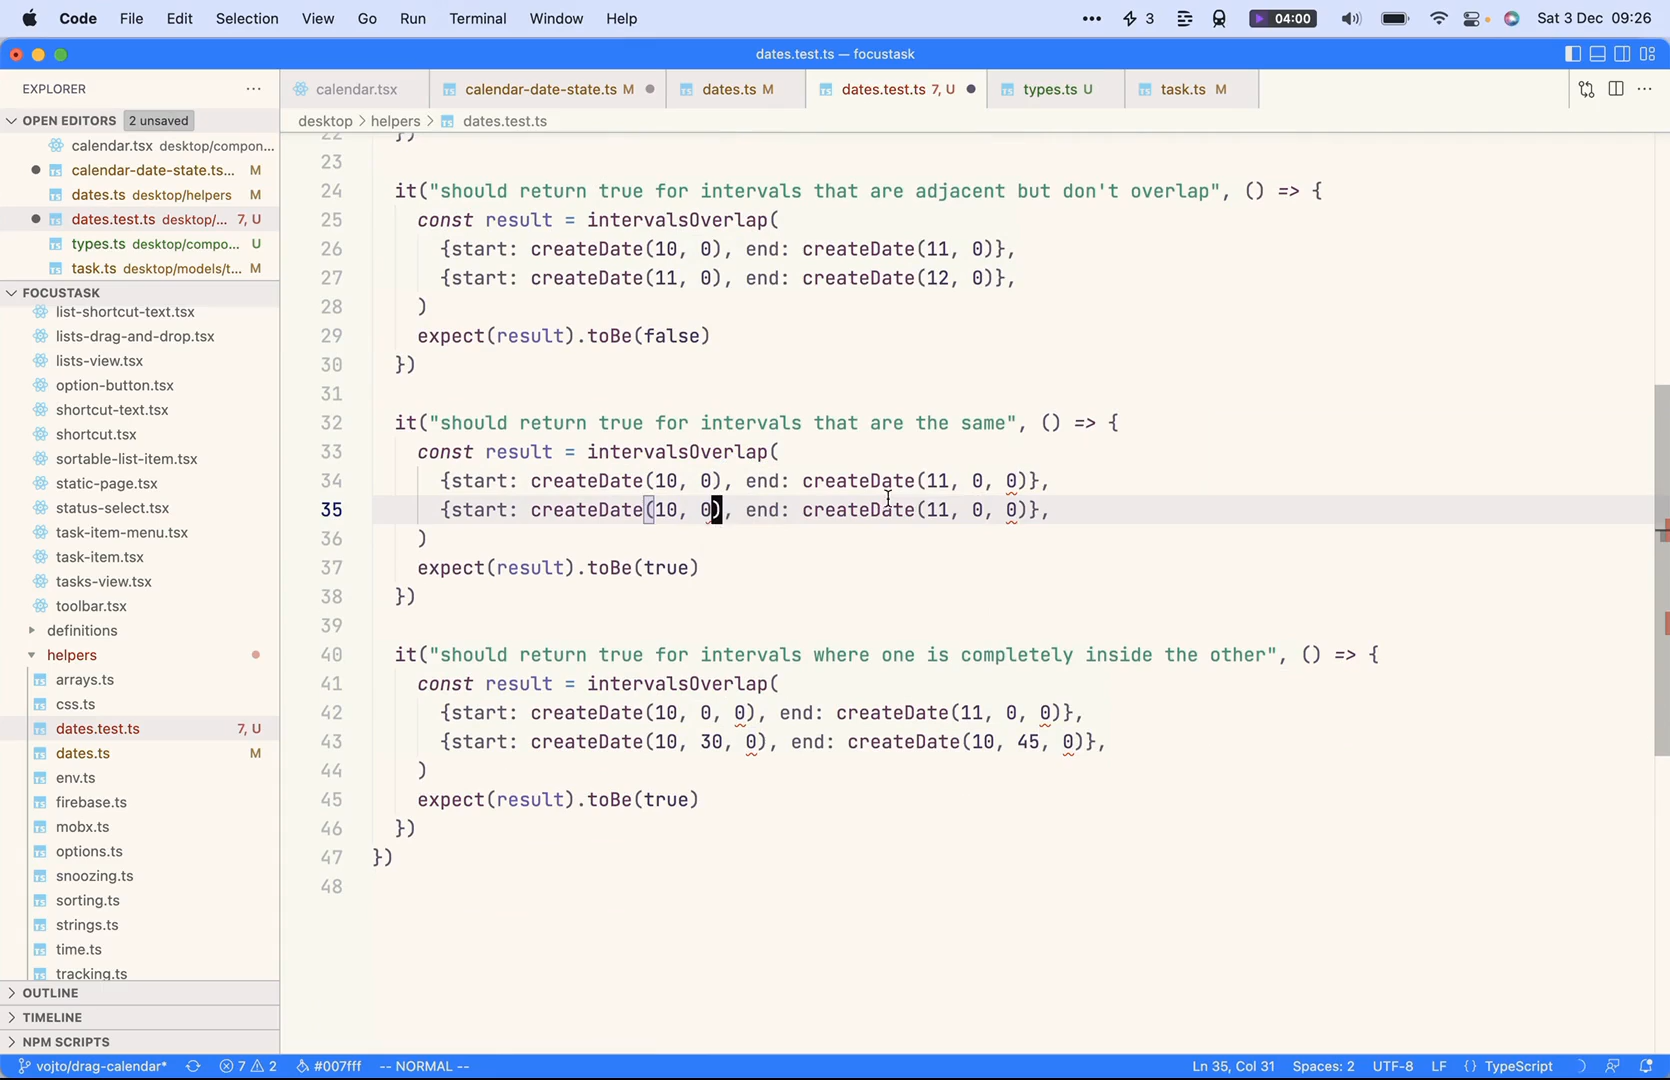 Code File Edit Selection View Go Run Terminal Window Help ••• 3 04:00 Sat 3 Dec 09:26
dates.test.ts — focustask
EXPLORER ···
calendar.tsx calendar-date-state.ts M dates.ts M dates.test.ts 7, U types.ts U task.ts M ···
OPEN EDITORS 2 unsaved
desktop > helpers > dates.test.ts
calendar.tsx desktop/compon...
calendar-date-state.ts... M
dates.ts desktop/helpers M
dates.test.ts desktop/... 7, U
types.ts desktop/compo... U
task.ts desktop/models/t... M
FOCUSTASK
list-shortcut-text.tsx
lists-drag-and-drop.tsx
lists-view.tsx
option-button.tsx
shortcut-text.tsx
shortcut.tsx
sortable-list-item.tsx
static-page.tsx
status-select.tsx
task-item-menu.tsx
task-item.tsx
tasks-view.tsx
toolbar.tsx
definitions
helpers
arrays.ts
css.ts
dates.test.ts 7, U
dates.ts M
env.ts
firebase.ts
mobx.ts
options.ts
snoozing.ts
sorting.ts
strings.ts
time.ts
tracking.ts
OUTLINE
TIMELINE
NPM SCRIPTS
22 })
23
24 it("should return true for intervals that are adjacent but don't overlap", () => {
25 const result = intervalsOverlap(
26 {start: createDate(10, 0), end: createDate(11, 0)},
27 {start: createDate(11, 0), end: createDate(12, 0)},
28 )
29 expect(result).toBe(false)
30 })
31
32 it("should return true for intervals that are the same", () => {
33 const result = intervalsOverlap(
34 {start: createDate(10, 0), end: createDate(11, 0, 0)},
35 {start: createDate(10, 0), end: createDate(11, 0, 0)},
36 )
37 expect(result).toBe(true)
38 })
39
40 it("should return true for intervals where one is completely inside the other", () => {
41 const result = intervalsOverlap(
42 {start: createDate(10, 0, 0), end: createDate(11, 0, 0)},
43 {start: createDate(10, 30, 0), end: createDate(10, 45, 0)},
44 )
45 expect(result).toBe(true)
46 })
47 })
48
vojto/drag-calendar* 7 2 #007fff -- NORMAL -- Ln 35, Col 31 Spaces: 2 UTF-8 LF {} TypeScript